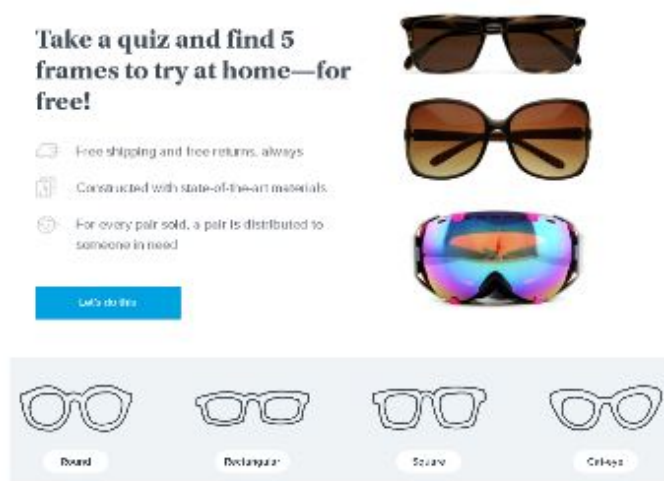 Take a quiz and find 5
frames to try at home—for
free!
Free shipping and free returns, always
Constructed with state-of-the-art materials
For every pair sold, a pair is distributed to
someone in need
Let's do this
Round
Rectangular
Square
Cat-eye